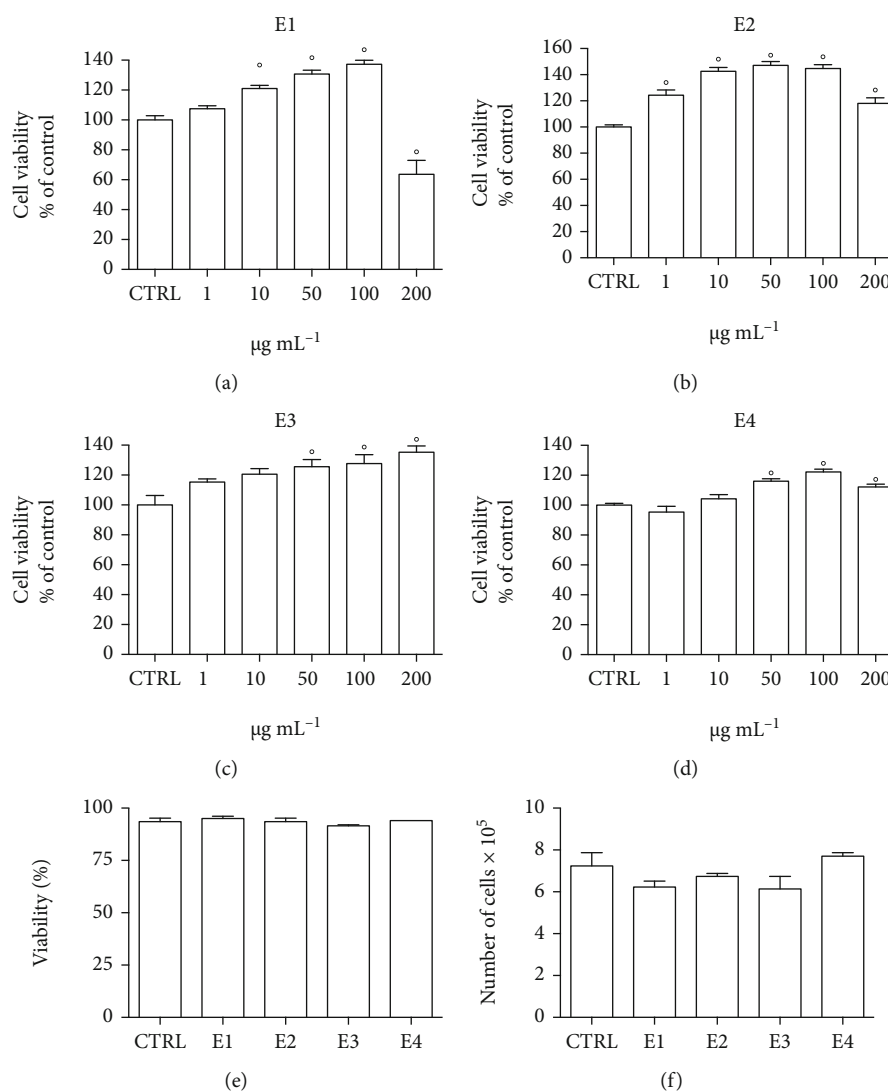 E1
Cell viability
% of control
140
120
100
80
60
40
20
0
CTRL 1 10 50 100 200
µg mL⁻¹
(a)
E2
Cell viability
% of control
160
140
120
100
80
60
40
20
0
CTRL 1 10 50 100 200
µg mL⁻¹
(b)
E3
Cell viability
% of control
140
120
100
80
60
40
20
0
CTRL 1 10 50 100 200
µg mL⁻¹
(c)
E4
Cell viability
% of control
140
120
100
80
60
40
20
0
CTRL 1 10 50 100 200
µg mL⁻¹
(d)
Viability (%)
100
75
50
25
0
CTRL E1 E2 E3 E4
(e)
Number of cells × 10⁵
10
8
6
4
2
0
CTRL E1 E2 E3 E4
(f)